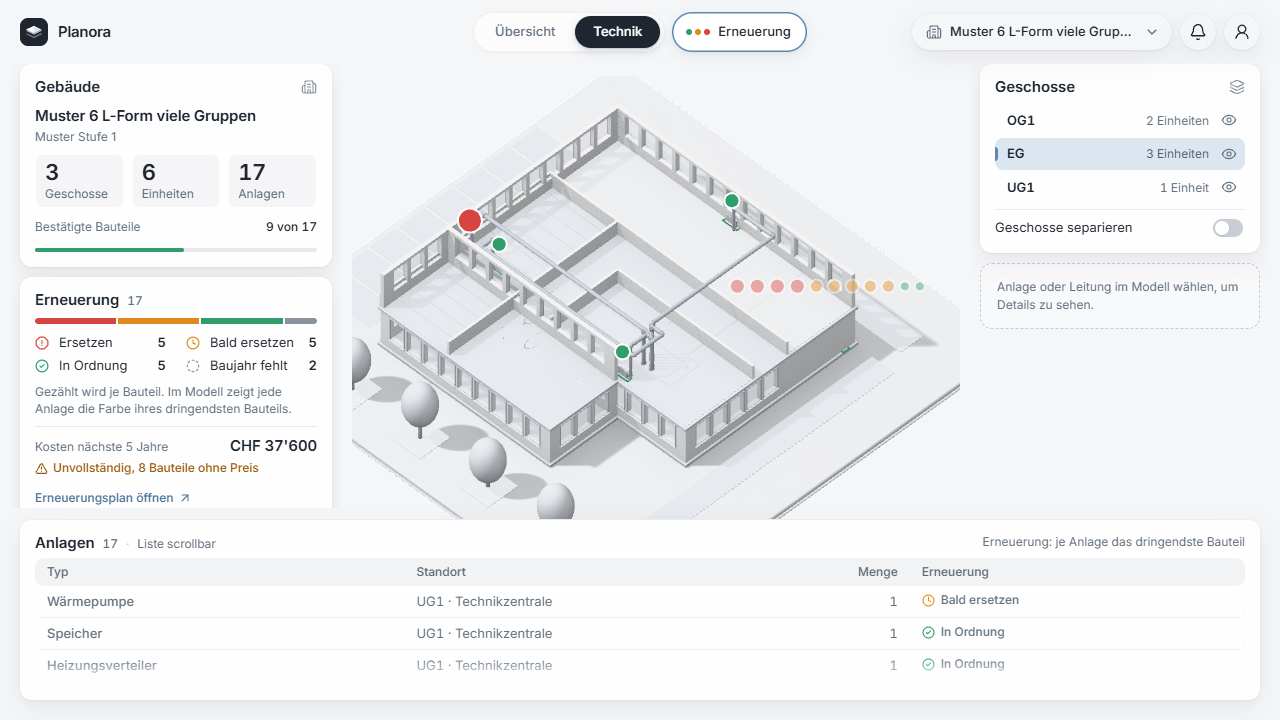 Planora
Übersicht
Technik
Erneuerung
Muster 6 L-Form viele Grup...
Gebäude
Muster 6 L-Form viele Gruppen
Muster Stufe 1
3
Geschosse
6
Einheiten
17
Anlagen
Bestätigte Bauteile
9 von 17
Erneuerung 17
Ersetzen 5
Bald ersetzen 5
In Ordnung 5
Baujahr fehlt 2
Gezählt wird je Bauteil. Im Modell zeigt jede
Anlage die Farbe ihres dringendsten Bauteils.
Kosten nächste 5 Jahre
CHF 37'600
Unvollständig, 8 Bauteile ohne Preis
Erneuerungsplan öffnen
Geschosse
OG1 2 Einheiten
EG 3 Einheiten
UG1 1 Einheit
Geschosse separieren
Anlage oder Leitung im Modell wählen, um
Details zu sehen.
Anlagen 17 · Liste scrollbar
Erneuerung: je Anlage das dringendste Bauteil
Typ Standort Menge Erneuerung
Wärmepumpe UG1 · Technikzentrale 1 Bald ersetzen
Speicher UG1 · Technikzentrale 1 In Ordnung
Heizungsverteiler UG1 · Technikzentrale 1 In Ordnung